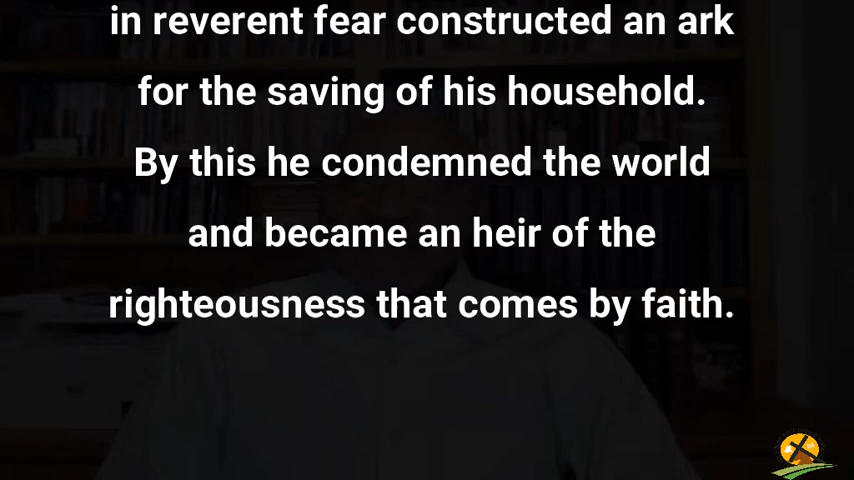 in reverent fear constructed an ark
for the saving of his household.
By this he condemned the world
and became an heir of the
righteousness that comes by faith.